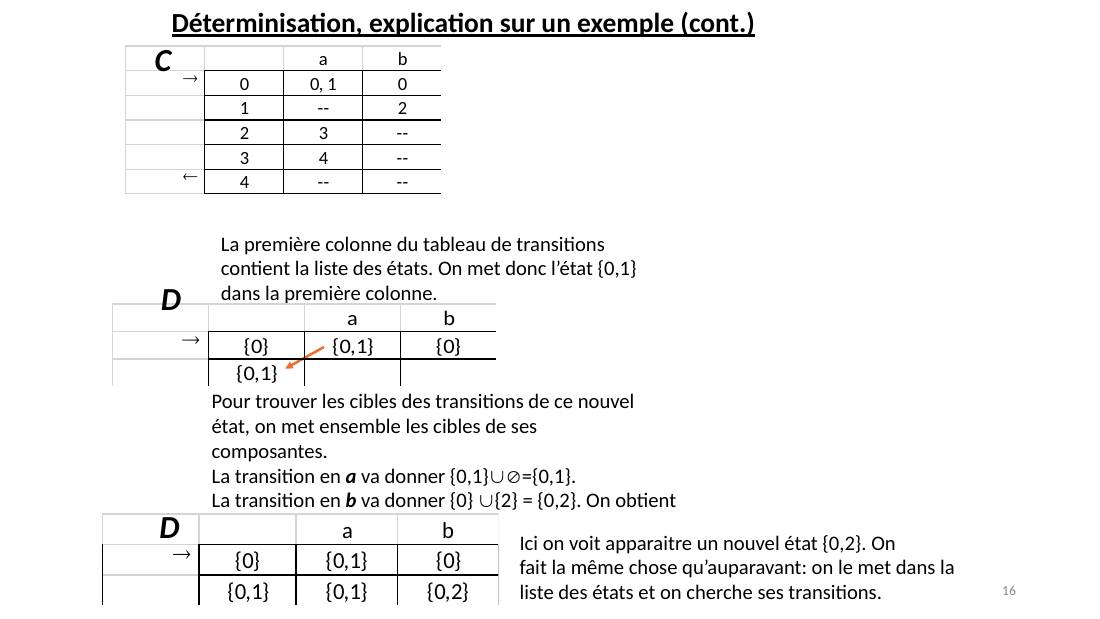 Déterminisation, explication sur un exemple (cont.)
C a b
→ 0 0, 1 0
1 -- 2
2 3 --
3 4 --
← 4 -- --
La première colonne du tableau de transitions
contient la liste des états. On met donc l’état {0,1}
dans la première colonne.
D a b
→ {0} {0,1} {0}
{0,1}
Pour trouver les cibles des transitions de ce nouvel
état, on met ensemble les cibles de ses
composantes.
La transition en a va donner {0,1}∪∅={0,1}.
La transition en b va donner {0} ∪{2} = {0,2}. On obtient
D a b
→ {0} {0,1} {0}
{0,1} {0,1} {0,2}
Ici on voit apparaitre un nouvel état {0,2}. On
fait la même chose qu’auparavant: on le met dans la
liste des états et on cherche ses transitions.
16